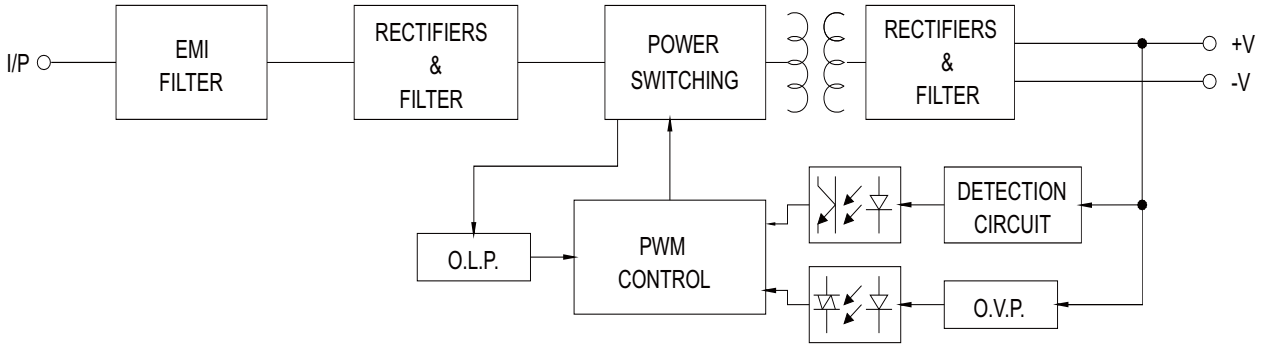 I/P
EMI
FILTER
RECTIFIERS
&
FILTER
POWER
SWITCHING
RECTIFIERS
&
FILTER
+V
-V
O.L.P.
PWM
CONTROL
DETECTION
CIRCUIT
O.V.P.